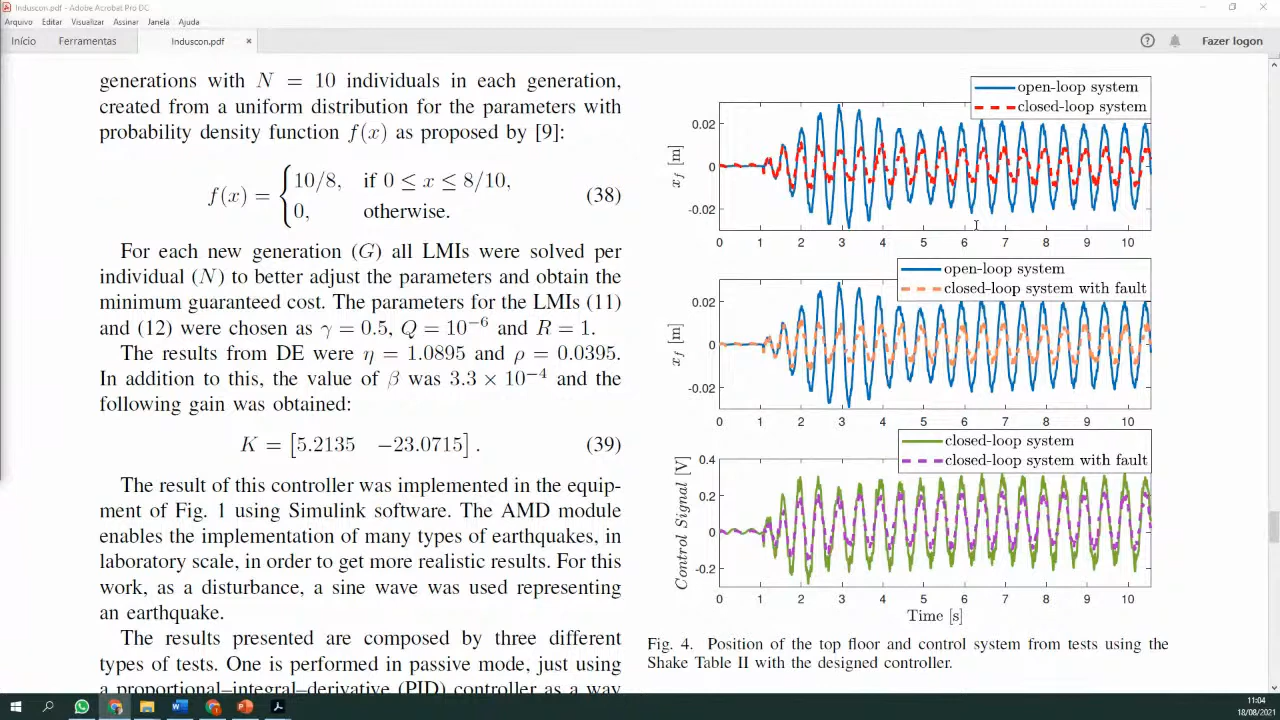 Induscon.pdf - Adobe Acrobat Pro DC
Arquivo Editar Visualizar Assinar Janela Ajuda
Início Ferramentas Induscon.pdf × Fazer logon
generations with N = 10 individuals in each generation,
created from a uniform distribution for the parameters with
probability density function f(x) as proposed by [9]:
f(x) = { 10/8, if 0 ≤ x ≤ 8/10,
0, otherwise. (38)
For each new generation (G) all LMIs were solved per
individual (N) to better adjust the parameters and obtain the
minimum guaranteed cost. The parameters for the LMIs (11)
and (12) were chosen as γ = 0.5, Q = 10⁻⁶ and R = 1.
The results from DE were η = 1.0895 and ρ = 0.0395.
In addition to this, the value of β was 3.3 × 10⁻⁴ and the
following gain was obtained:
K = [5.2135 −23.0715]. (39)
The result of this controller was implemented in the equip-
ment of Fig. 1 using Simulink software. The AMD module
enables the implementation of many types of earthquakes, in
laboratory scale, in order to get more realistic results. For this
work, as a disturbance, a sine wave was used representing
an earthquake.
The results presented are composed by three different
types of tests. One is performed in passive mode, just using
a proportional–integral–derivative (PID) controller as a way
open-loop system
closed-loop system
x_f [m]
0.02
0
-0.02
0 1 2 3 4 5 6 7 8 9 10
open-loop system
closed-loop system with fault
x_f [m]
0.02
0
-0.02
0 1 2 3 4 5 6 7 8 9 10
closed-loop system
closed-loop system with fault
Control Signal [V]
0.4
0.2
0
-0.2
0 1 2 3 4 5 6 7 8 9 10
Time [s]
Fig. 4. Position of the top floor and control system from tests using the
Shake Table II with the designed controller.
11:04
18/08/2021